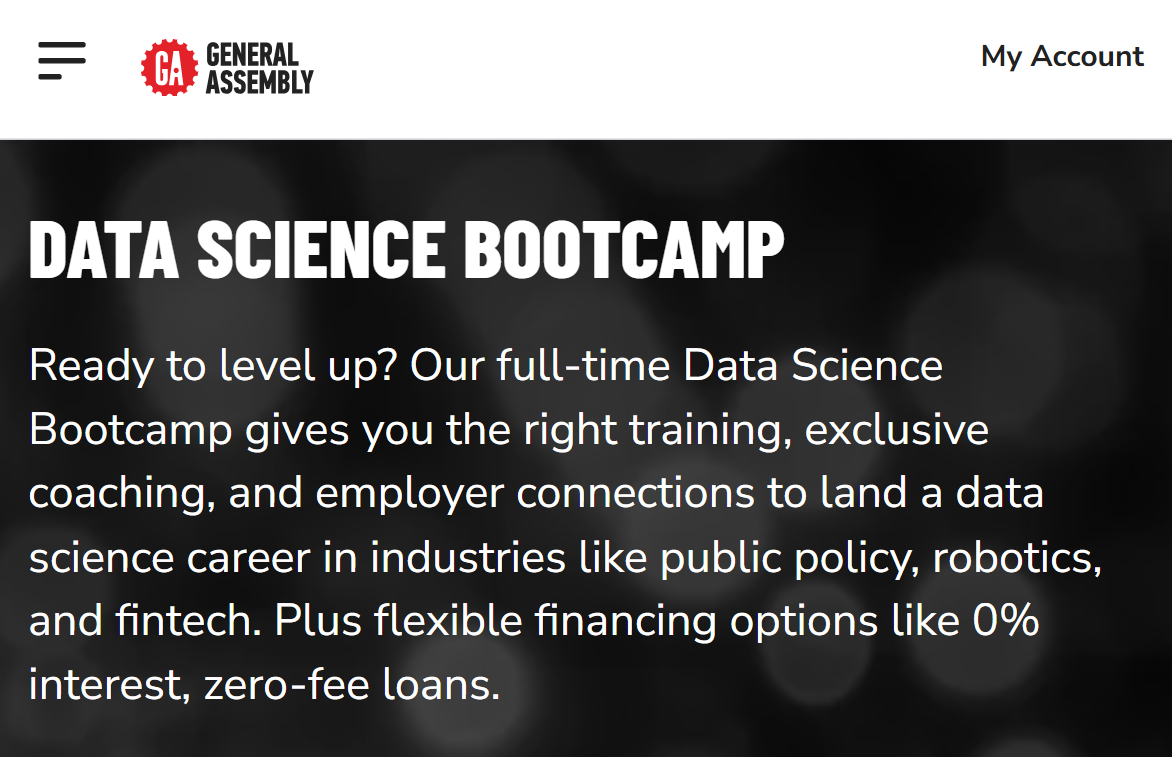 GA GENERAL
ASSEMBLY
My Account
DATA SCIENCE BOOTCAMP
Ready to level up? Our full-time Data Science
Bootcamp gives you the right training, exclusive
coaching, and employer connections to land a data
science career in industries like public policy, robotics,
and fintech. Plus flexible financing options like 0%
interest, zero-fee loans.